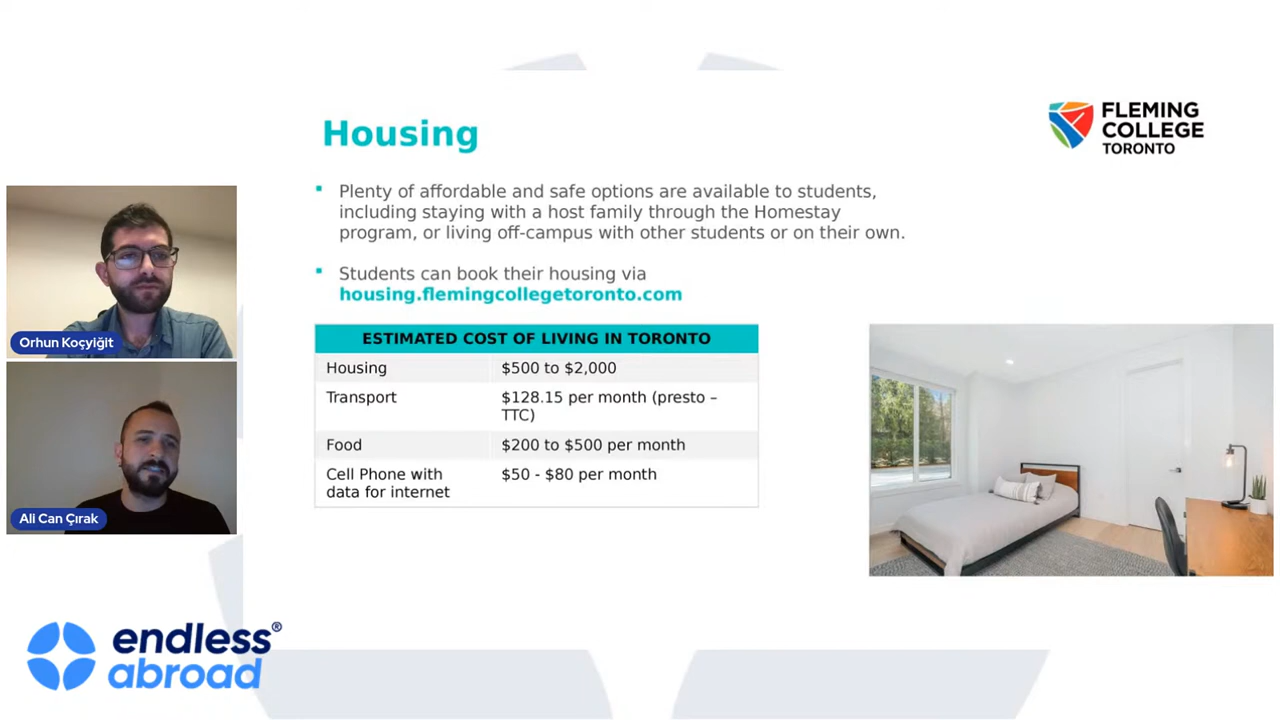 Housing
FLEMING
COLLEGE
TORONTO
▪ Plenty of affordable and safe options are available to students,
including staying with a host family through the Homestay
program, or living off-campus with other students or on their own.
▪ Students can book their housing via
housing.flemingcollegetoronto.com
ESTIMATED COST OF LIVING IN TORONTO
Housing $500 to $2,000
Transport $128.15 per month (presto –
TTC)
Food $200 to $500 per month
Cell Phone with $50 - $80 per month
data for internet
Orhun Koçyiğit
Ali Can Çırak
endless®
abroad